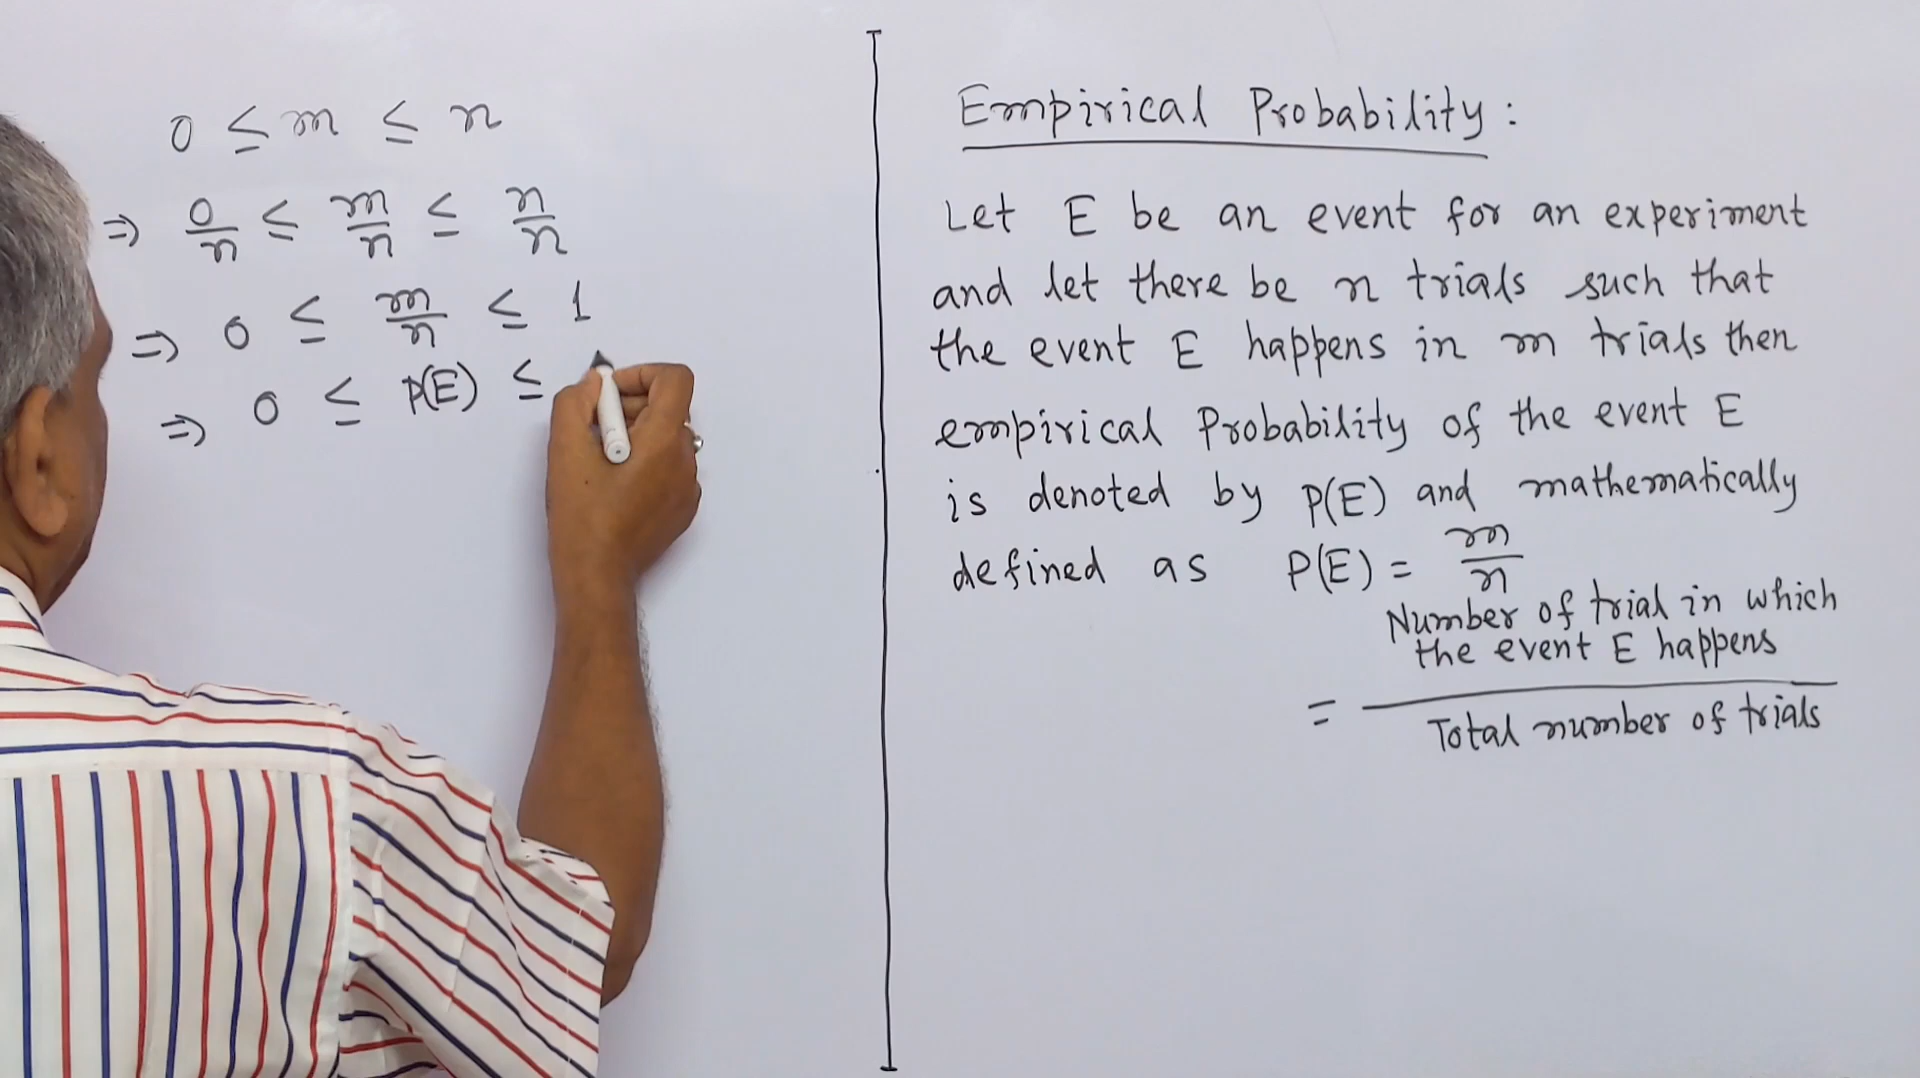 0 ≤ m ≤ n
⇒ 0/n ≤ m/n ≤ n/n
⇒ 0 ≤ m/n ≤ 1
⇒ 0 ≤ P(E) ≤
Empirical Probability :
Let E be an event for an experiment
and let there be n trials such that
the event E happens in m trials then
empirical Probability of the event E
is denoted by P(E) and mathematically
defined as P(E) = m/n
Number of trial in which
the event E happens
=
Total number of trials